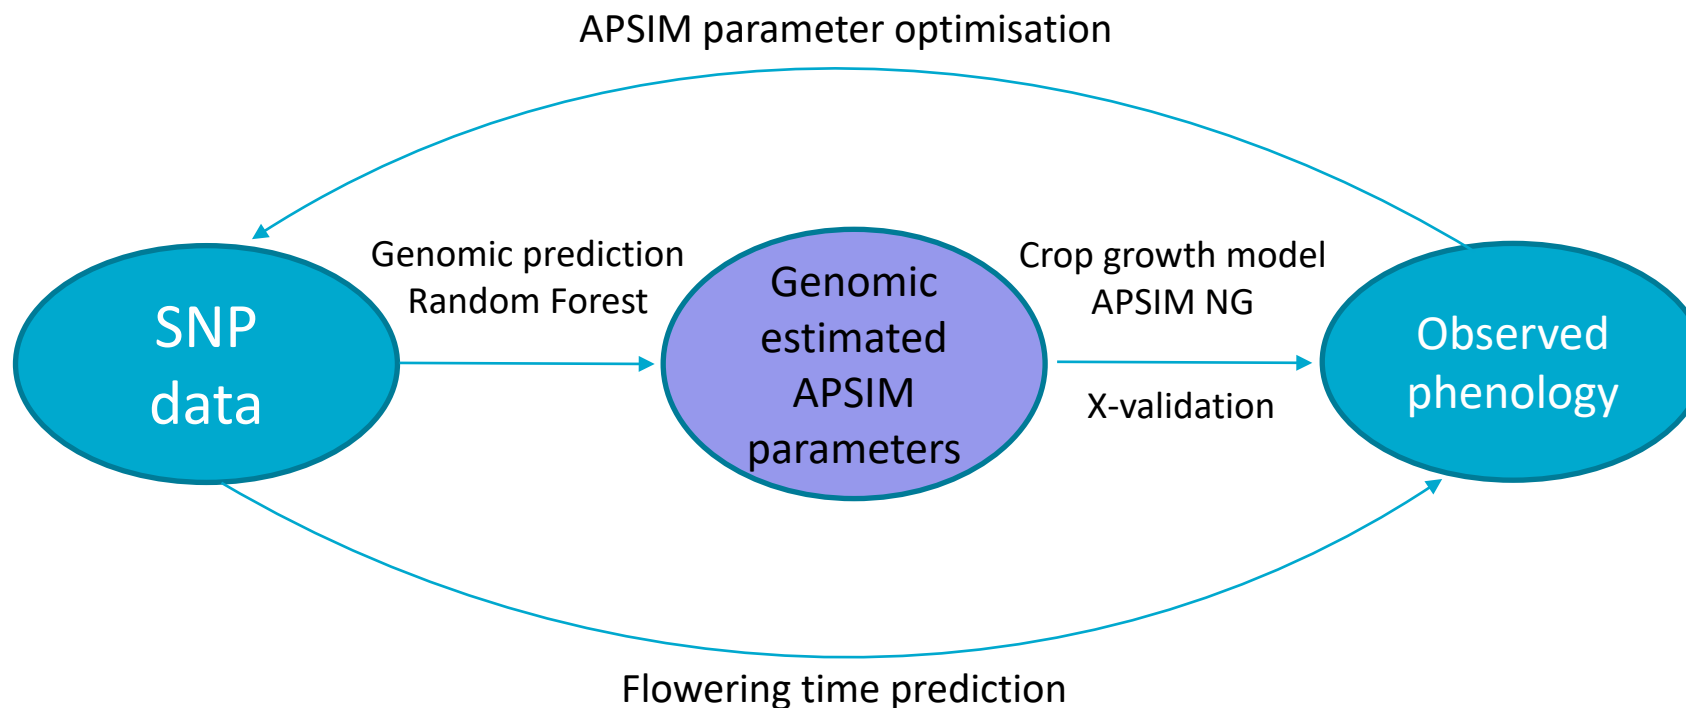 APSIM parameter optimisation
Genomic prediction
Random Forest
Crop growth model
APSIM NG
SNP
data
Genomic
estimated
APSIM
parameters
X-validation
Observed
phenology
Flowering time prediction